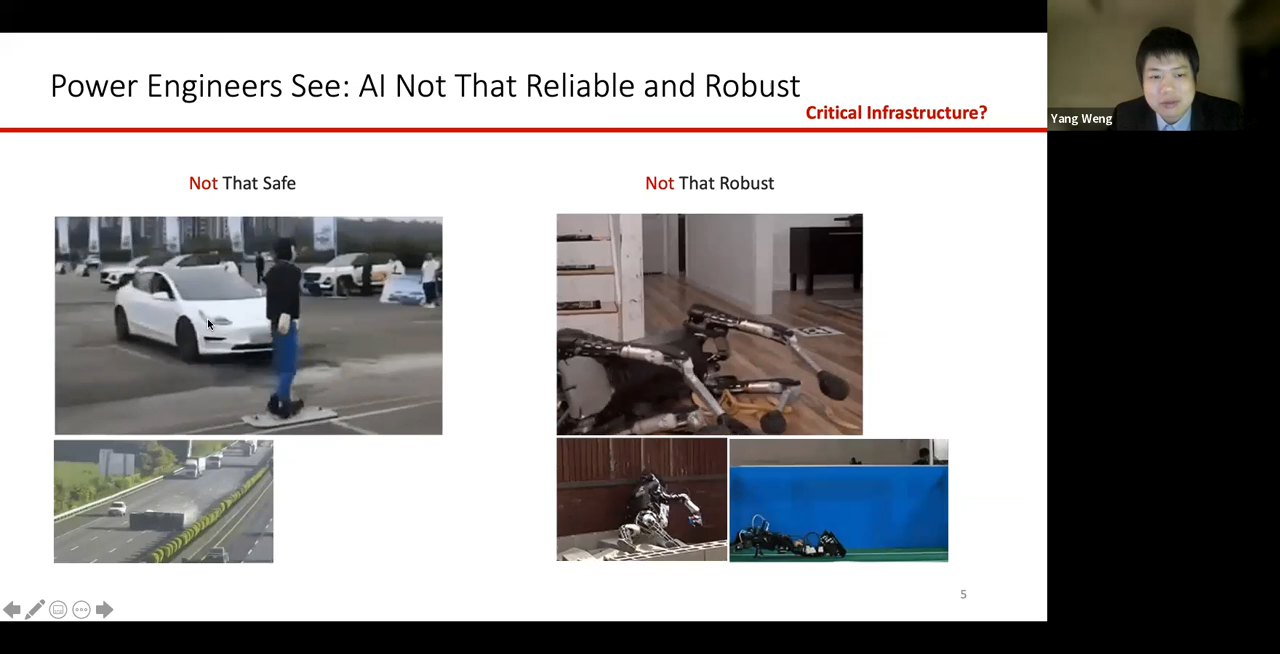 Power Engineers See: AI Not That Reliable and Robust
Critical Infrastructure?
Yang Weng
Not That Safe
Not That Robust
5